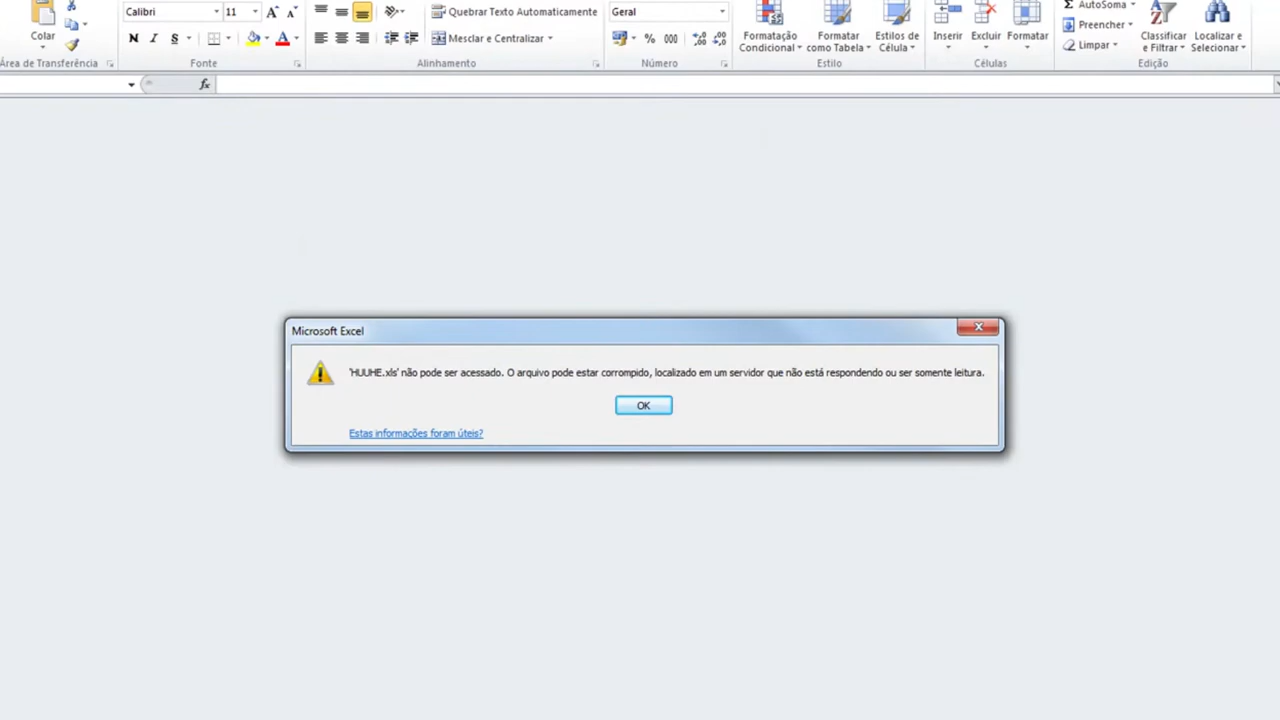 Calibri 11 A A Quebrar Texto Automaticamente Geral AutoSoma
Colar N I S Mesclar e Centralizar % 000 Formatação Condicional Formatar como Tabela Estilos de Célula Inserir Excluir Formatar Preencher Limpar Classificar e Filtrar Localizar e Selecionar
Área de Transferência Fonte Alinhamento Número Estilo Células Edição
fx
Microsoft Excel
'HUUHE.xls' não pode ser acessado. O arquivo pode estar corrompido, localizado em um servidor que não está respondendo ou ser somente leitura.
OK
Estas informações foram úteis?